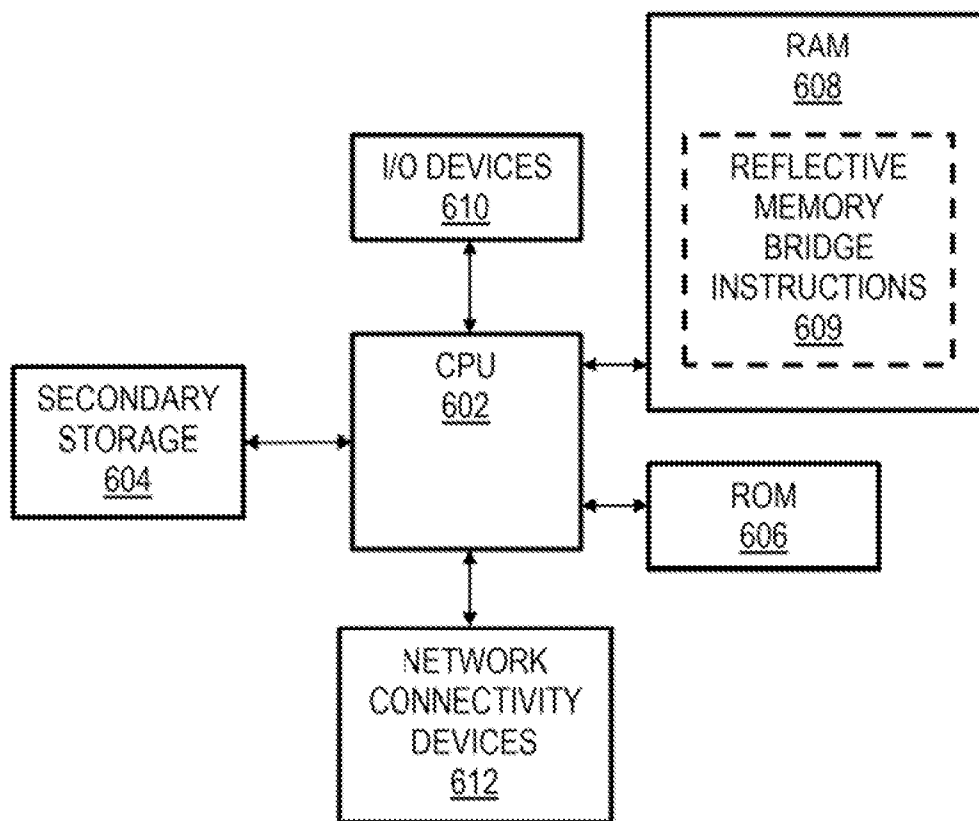 RAM
608
REFLECTIVE
MEMORY
BRIDGE
INSTRUCTIONS
609
I/O DEVICES
610
CPU
602
SECONDARY
STORAGE
604
ROM
606
NETWORK
CONNECTIVITY
DEVICES
612